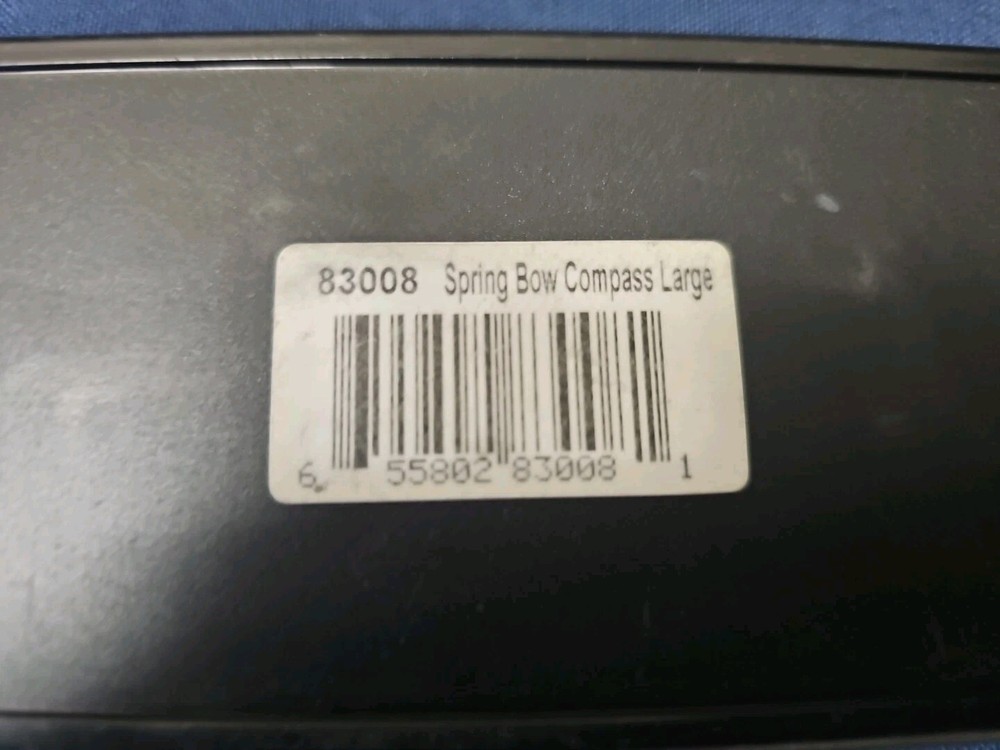 83008 Spring Bow Compass Large
6 55802 83008 1